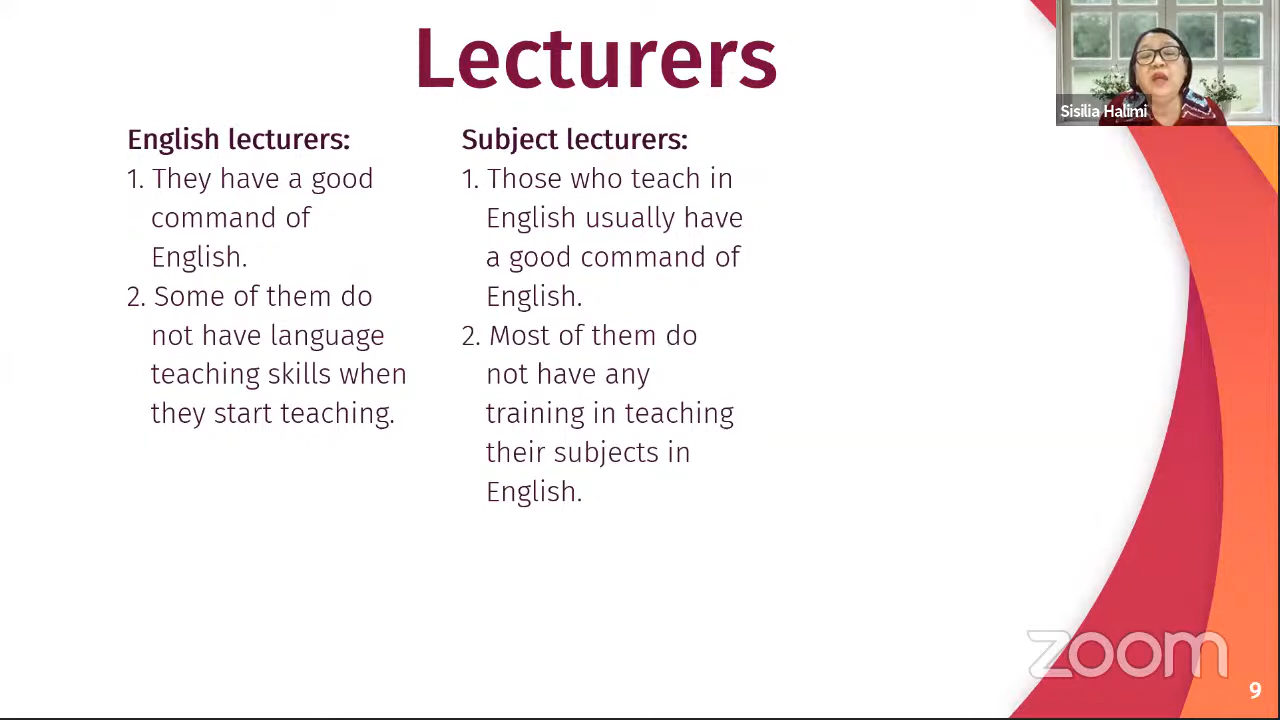 Lecturers
English lecturers:
1. They have a good
command of
English.
2. Some of them do
not have language
teaching skills when
they start teaching.
Subject lecturers:
1. Those who teach in
English usually have
a good command of
English.
2. Most of them do
not have any
training in teaching
their subjects in
English.
Sisilia Halimi
zoom
9